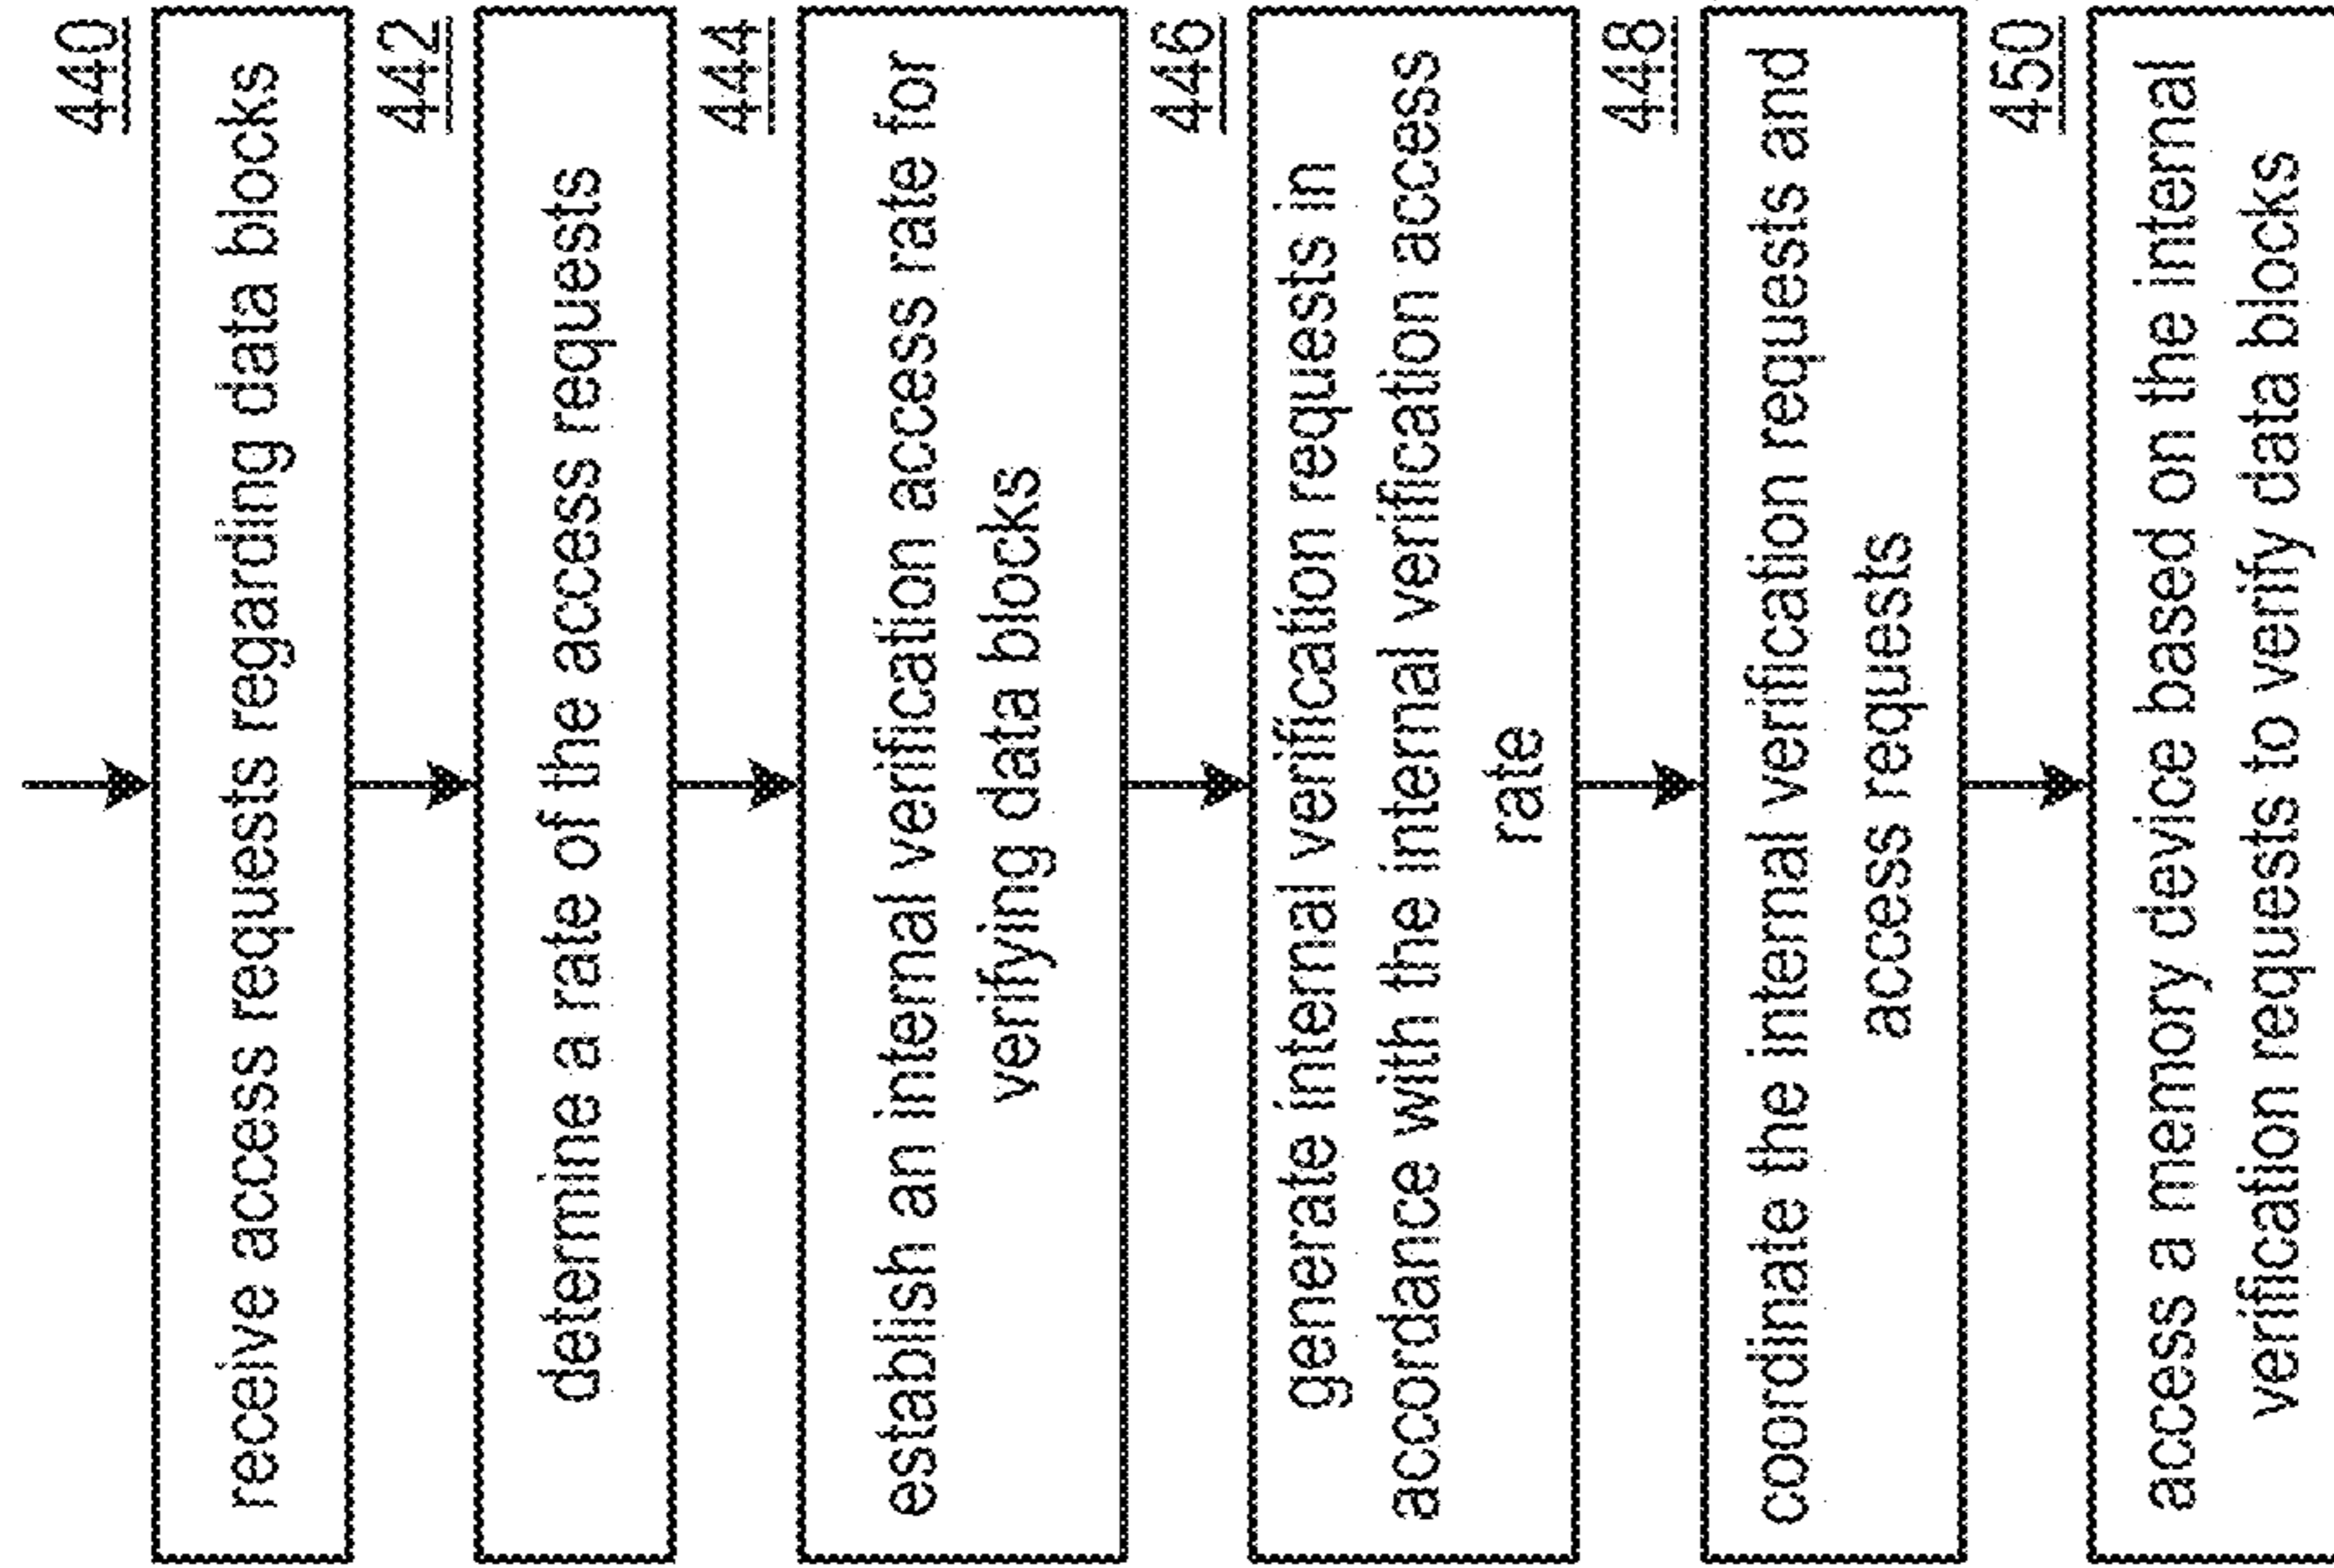 440
receive access requests regarding data blocks
442
determine a rate of the access requests
444
establish an internal verification access rate for
verifying data blocks
446
generate internal verification requests in
accordance with the internal verification access
rate
448
coordinate the internal verification requests and
access requests
450
access a memory device based on the internal
verification requests to verify data blocks